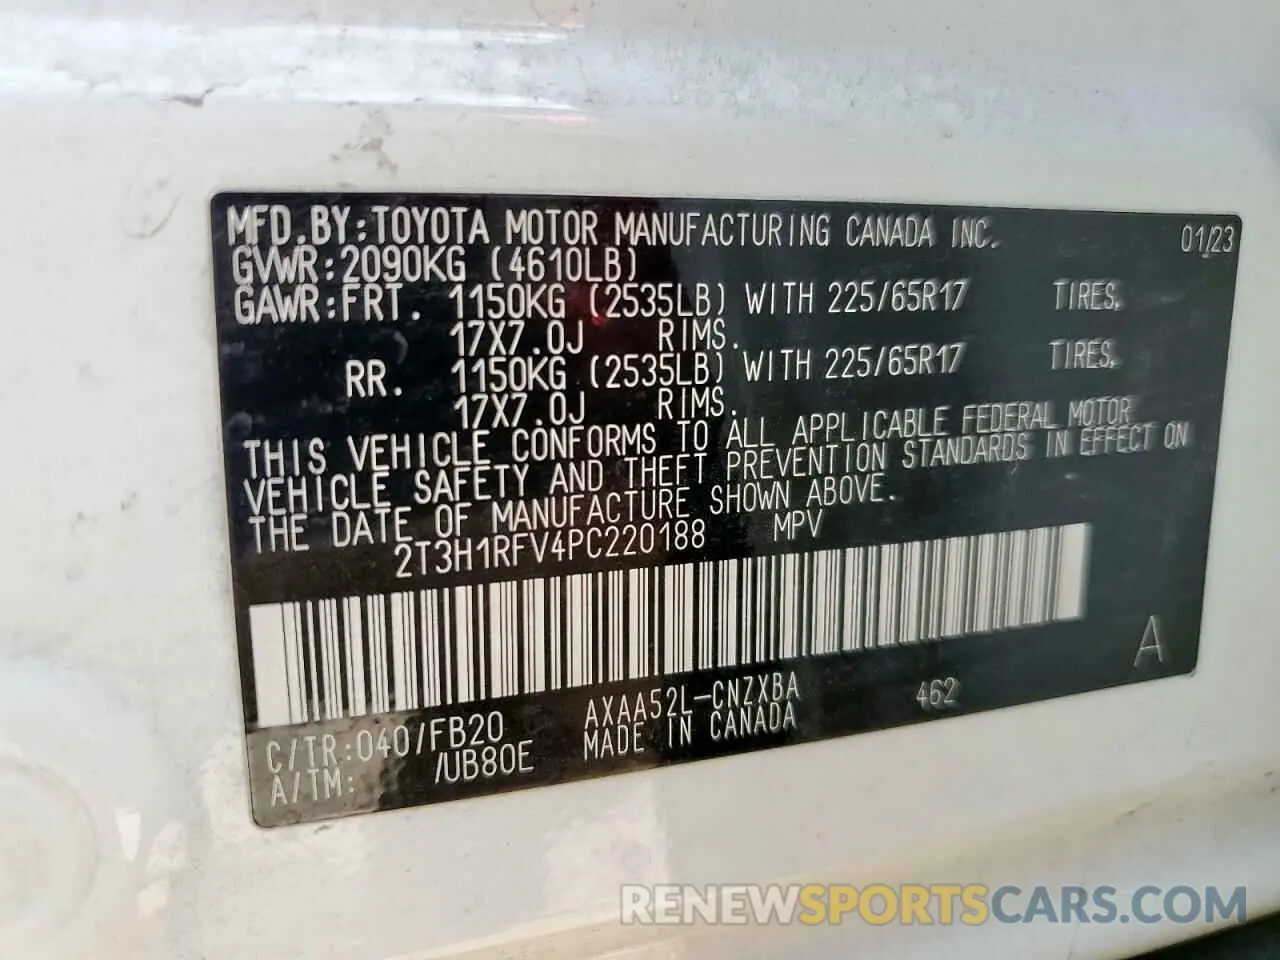 MFD.BY:TOYOTA MOTOR MANUFACTURING CANADA INC. 01/23
GVWR:2090KG (4610LB)
GAWR:FRT. 1150KG (2535LB) WITH 225/65R17 TIRES,
17X7.0J RIMS.
RR. 1150KG (2535LB) WITH 225/65R17 TIRES,
17X7.0J RIMS.
THIS VEHICLE CONFORMS TO ALL APPLICABLE FEDERAL MOTOR
VEHICLE SAFETY AND THEFT PREVENTION STANDARDS IN EFFECT ON
THE DATE OF MANUFACTURE SHOWN ABOVE.
2T3H1RFV4PC220188 MPV
A
C/TR:040/FB20 AXAA52L-CNZXBA 462
A/TM: /UB80E MADE IN CANADA
RENEWSPORTSCARS.COM